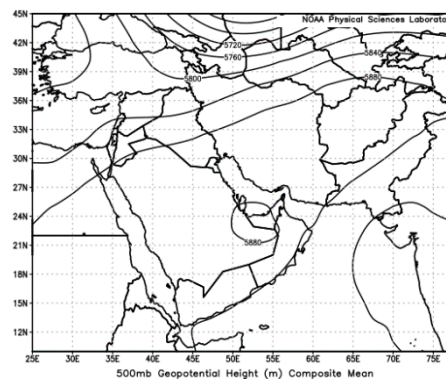 NOAA Physical Sciences Laborato
45N
42N
39N
36N
33N
30N
27N
24N
21N
18N
15N
12N
5720
5760
5800
5840
5880
5880
25E 30E 35E 40E 45E 50E 55E 60E 65E 70E 75E
500mb Geopotential Height (m) Composite Mean